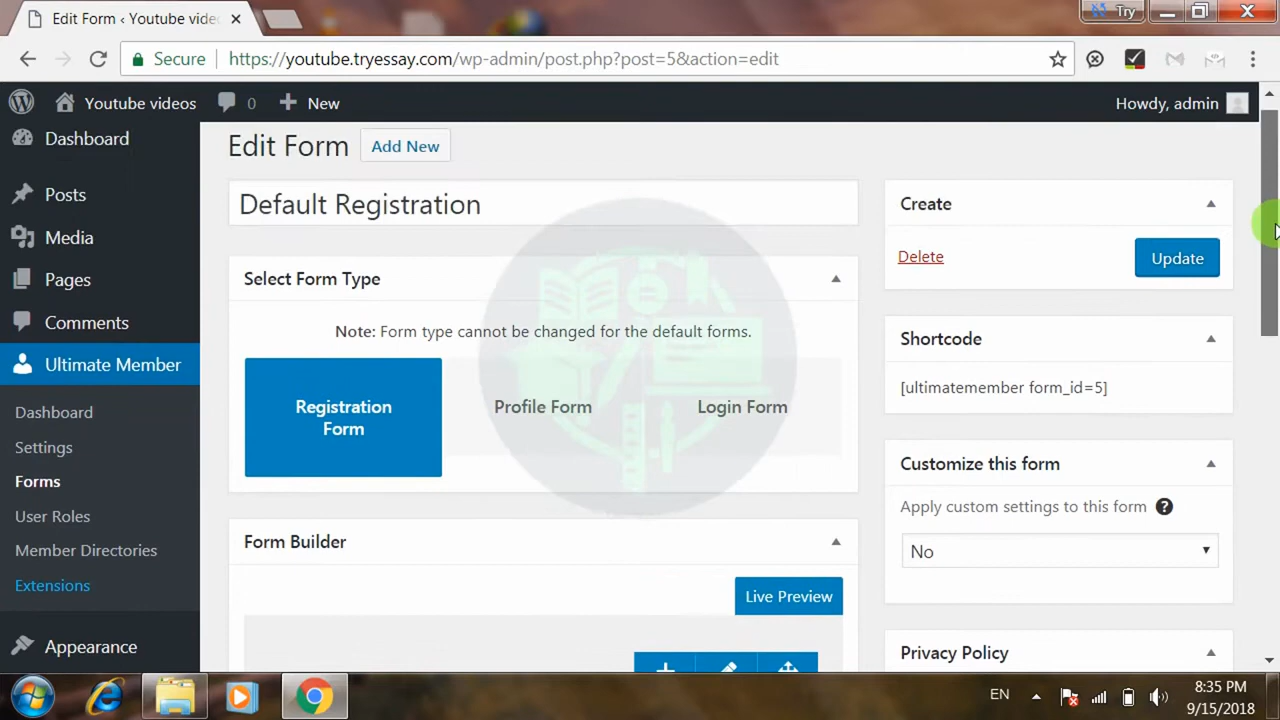 Edit Form ‹ Youtube vide
Try
Secure
https://youtube.tryessay.com/wp-admin/post.php?post=5&action=edit
Youtube videos
0
New
Howdy, admin
Dashboard
Posts
Media
Pages
Comments
Ultimate Member
Dashboard
Settings
Forms
User Roles
Member Directories
Extensions
Appearance
Edit Form
Add New
Default Registration
Select Form Type
Note: Form type cannot be changed for the default forms.
Registration
Form
Profile Form
Login Form
Form Builder
Live Preview
Create
Delete
Update
Shortcode
[ultimatemember form_id=5]
Customize this form
Apply custom settings to this form
No
Privacy Policy
EN
8:35 PM
9/15/2018